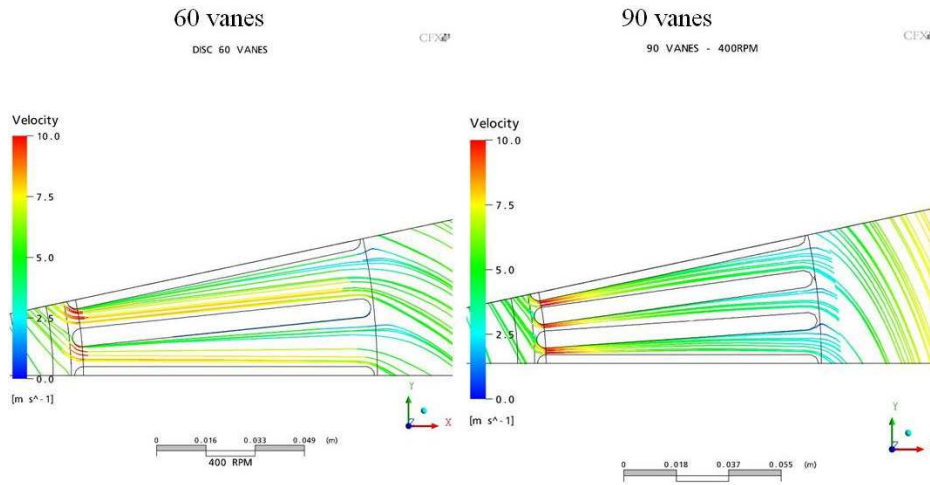 60 vanes
DISC 60 VANES
CFX
Velocity
10.0
7.5
5.0
2.5
0.0
[m s^-1]
Y
X
0
0.016
0.033
0.049
(m)
400 RPM
90 vanes
90 VANES - 400RPM
CFX
Velocity
10.0
7.5
5.0
2.5
0.0
[m s^-1]
Y
0
0.018
0.037
0.055
(m)